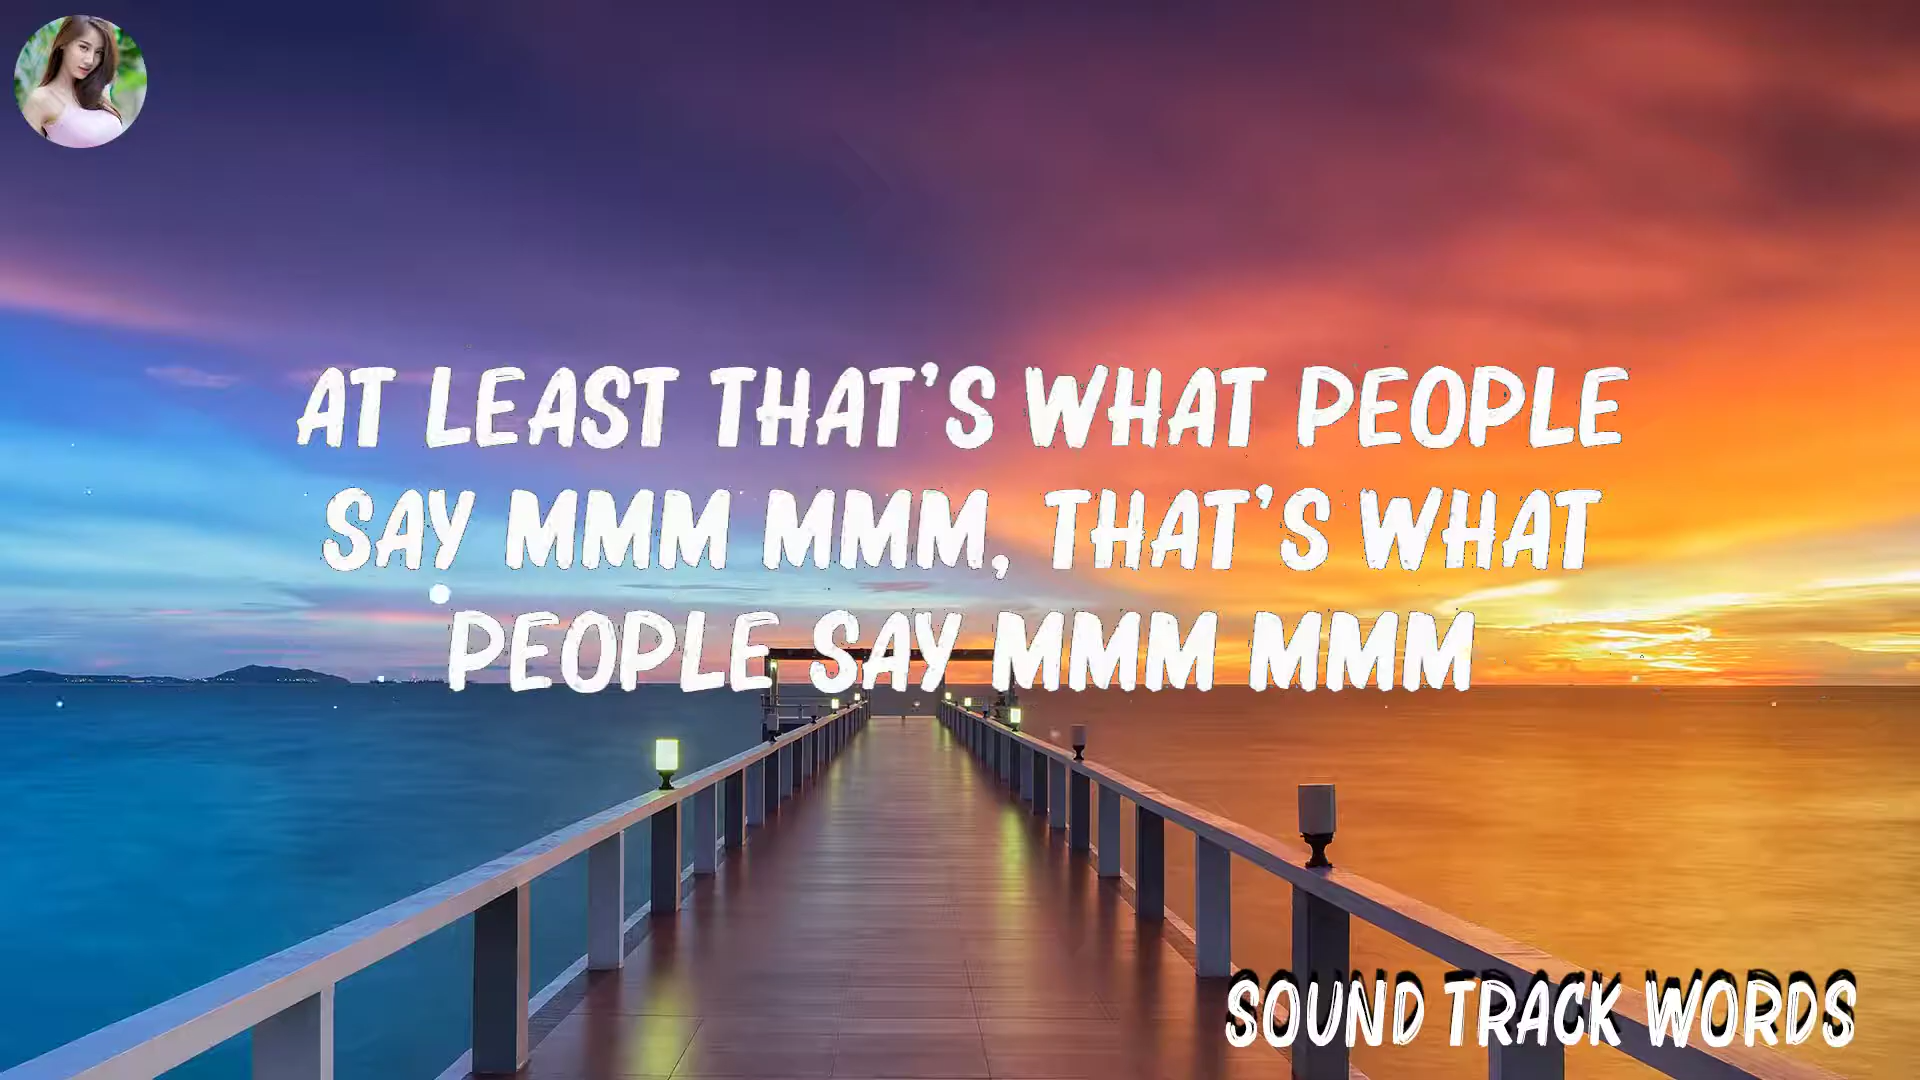 AT LEAST THAT'S WHAT PEOPLE
SAY MMM MMM, THAT'S WHAT
PEOPLE SAY MMM MMM
SOUND TRACK WORDS